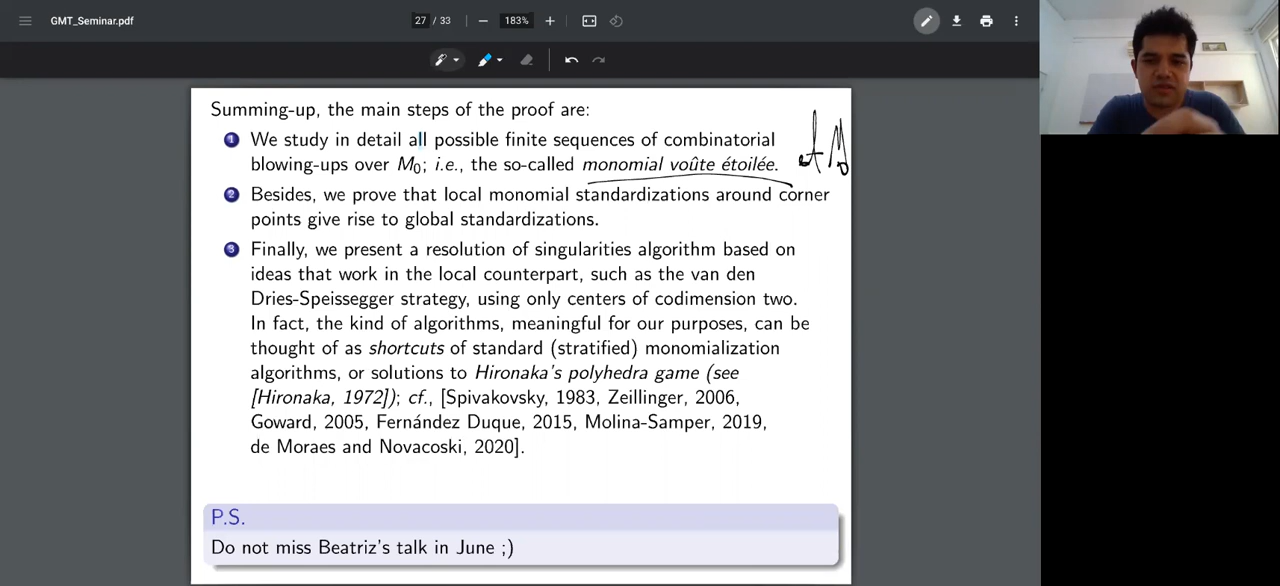 GMT_Seminar.pdf
27 / 33
183%
Summing-up, the main steps of the proof are:
1 We study in detail all possible finite sequences of combinatorial
blowing-ups over M₀; i.e., the so-called monomial voûte étoilée.
2 Besides, we prove that local monomial standardizations around corner
points give rise to global standardizations.
3 Finally, we present a resolution of singularities algorithm based on
ideas that work in the local counterpart, such as the van den
Dries-Speissegger strategy, using only centers of codimension two.
In fact, the kind of algorithms, meaningful for our purposes, can be
thought of as shortcuts of standard (stratified) monomialization
algorithms, or solutions to Hironaka's polyhedra game (see
[Hironaka, 1972]); cf., [Spivakovsky, 1983, Zeillinger, 2006,
Goward, 2005, Fernández Duque, 2015, Molina-Samper, 2019,
de Moraes and Novacoski, 2020].
P.S.
Do not miss Beatriz's talk in June ;)